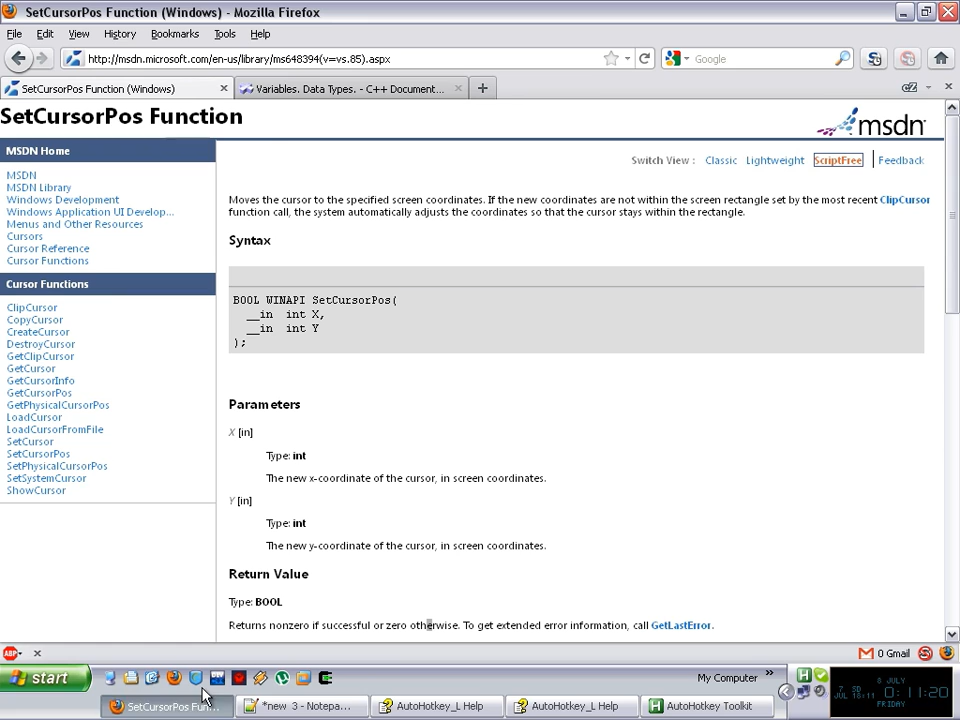 SetCursorPos Function (Windows) - Mozilla Firefox
File Edit View History Bookmarks Tools Help
http://msdn.microsoft.com/en-us/library/ms648394(v=vs.85).aspx
Google
SetCursorPos Function (Windows)
Variables. Data Types. - C++ Document...
SetCursorPos Function
msdn
MSDN Home
MSDN
MSDN Library
Windows Development
Windows Application UI Develop...
Menus and Other Resources
Cursors
Cursor Reference
Cursor Functions
Cursor Functions
ClipCursor
CopyCursor
CreateCursor
DestroyCursor
GetClipCursor
GetCursor
GetCursorInfo
GetCursorPos
GetPhysicalCursorPos
LoadCursor
LoadCursorFromFile
SetCursor
SetCursorPos
SetPhysicalCursorPos
SetSystemCursor
ShowCursor
Switch View : Classic Lightweight ScriptFree Feedback
Moves the cursor to the specified screen coordinates. If the new coordinates are not within the screen rectangle set by the most recent ClipCursor
function call, the system automatically adjusts the coordinates so that the cursor stays within the rectangle.
Syntax
BOOL WINAPI SetCursorPos(
__in int X,
__in int Y
);
Parameters
X [in]
Type: int
The new x-coordinate of the cursor, in screen coordinates.
Y [in]
Type: int
The new y-coordinate of the cursor, in screen coordinates.
Return Value
Type: BOOL
Returns nonzero if successful or zero otherwise. To get extended error information, call GetLastError.
ABP
0 Gmail
start
My Computer
SetCursorPos Fun...
*new 3 - Notepa...
AutoHotkey_L Help
AutoHotkey_L Help
AutoHotkey Toolkit
8 JULY
0:11:20
FRIDAY